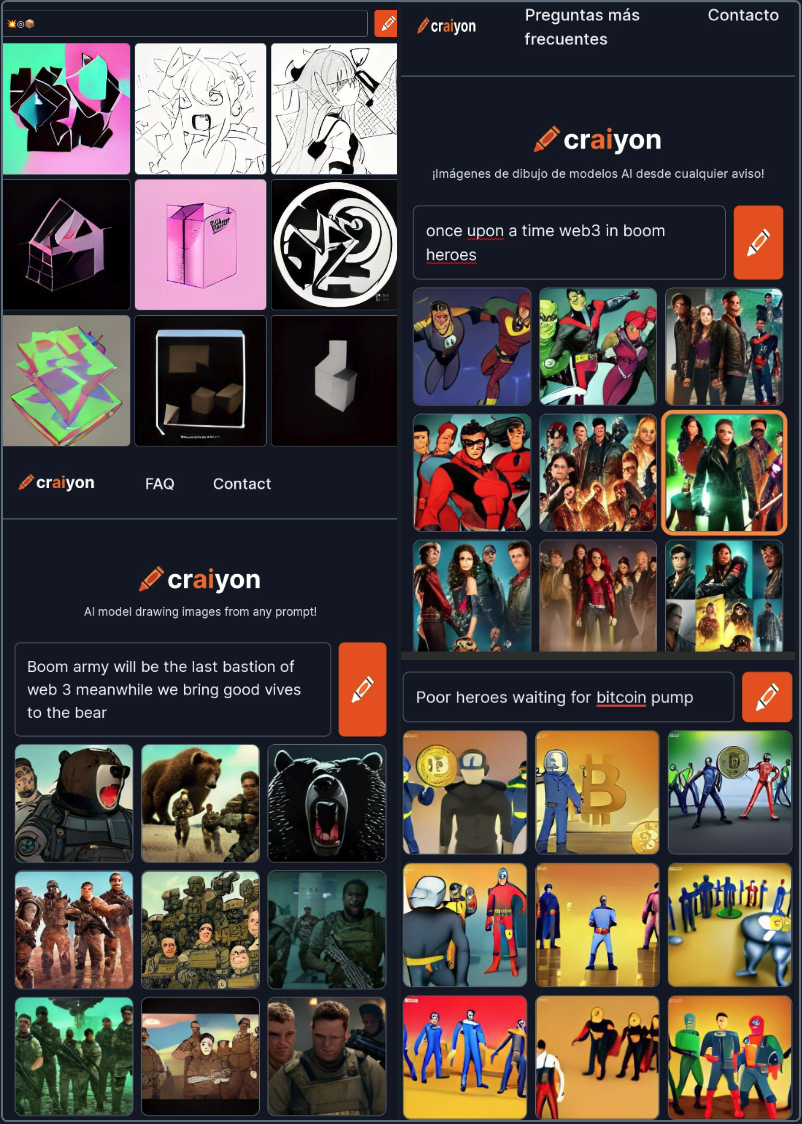 💥◎📦
craiyon
FAQ
Contact
craiyon
AI model drawing images from any prompt!
Boom army will be the last bastion of
web 3 meanwhile we bring good vives
to the bear
craiyon
Preguntas más
frecuentes
Contacto
craiyon
¡Imágenes de dibujo de modelos AI desde cualquier aviso!
once upon a time web3 in boom
heroes
Poor heroes waiting for bitcoin pump